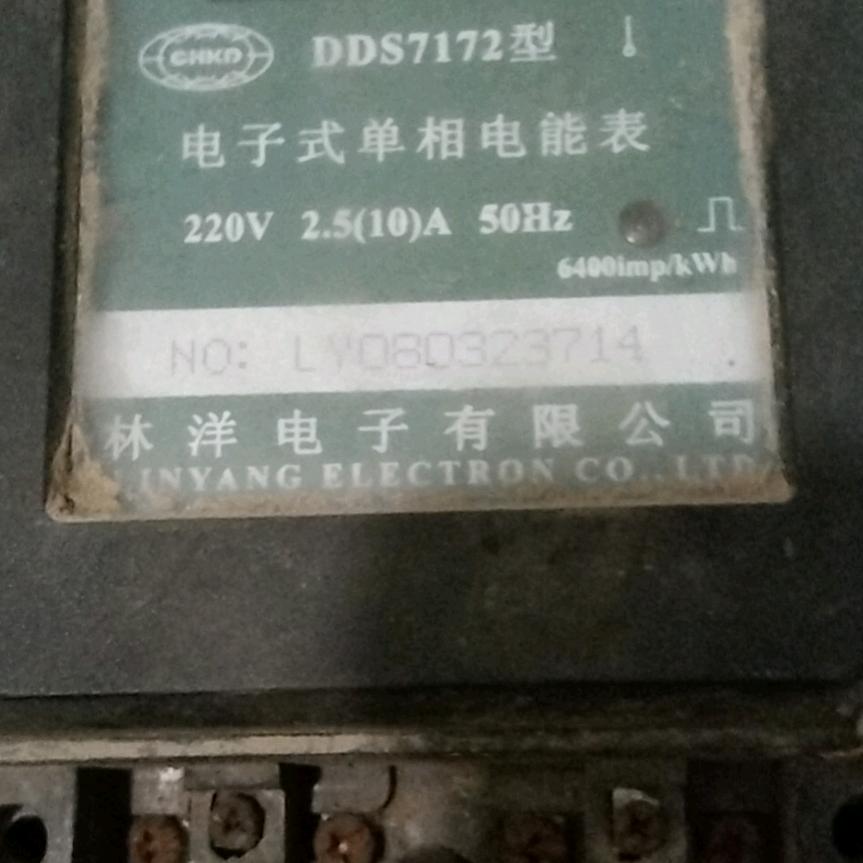 CHKD
DDS7172型
电子式单相电能表
220V 2.5(10)A 50Hz
6400imp/kWh
NO: LY080323714
林洋电子有限公司
LINYANG ELECTRON CO., LTD